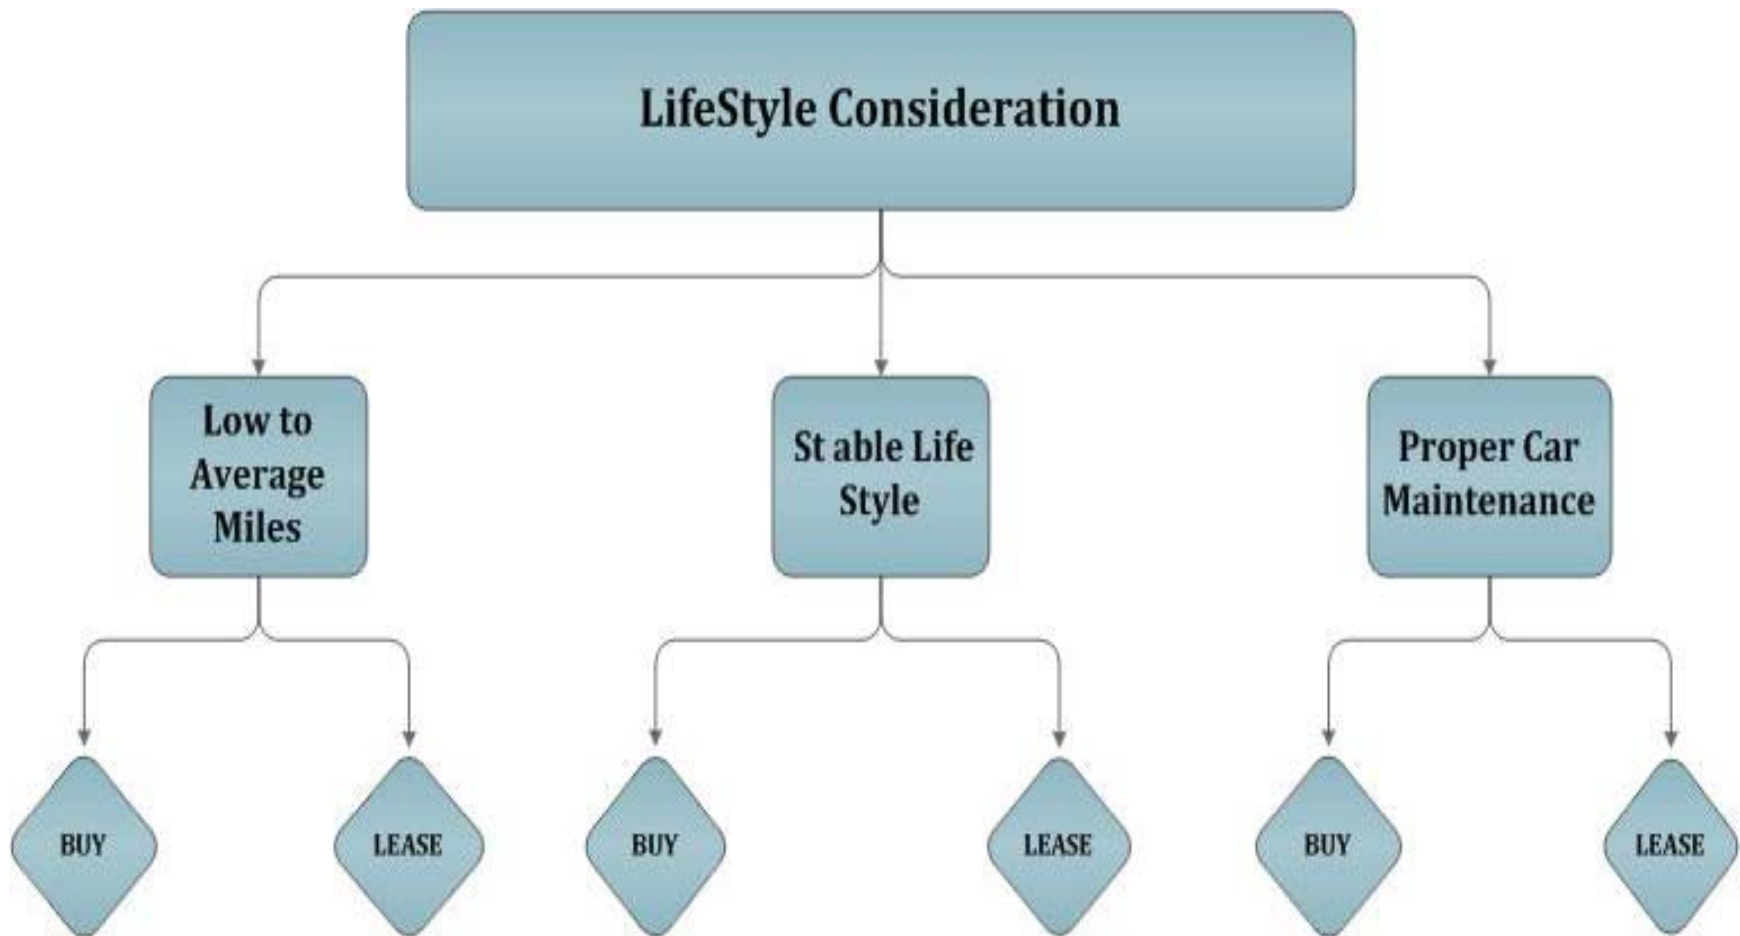 LifeStyle Consideration
Low to
Average
Miles
St able Life
Style
Proper Car
Maintenance
BUY
LEASE
BUY
LEASE
BUY
LEASE